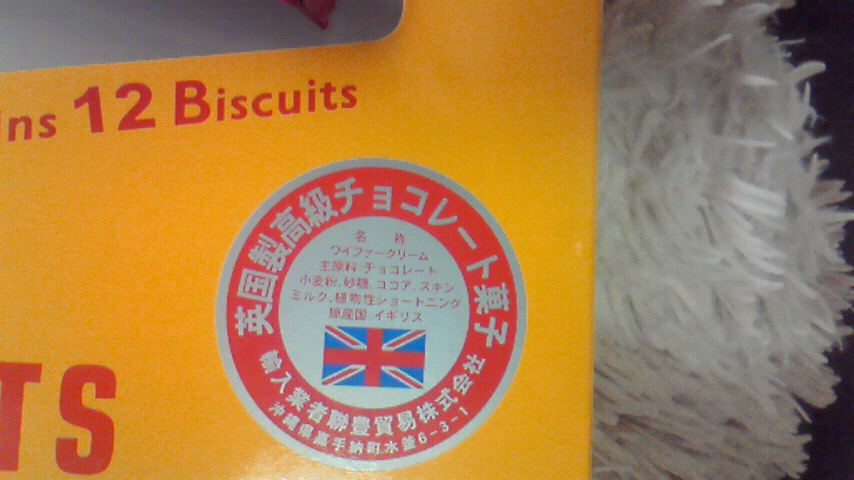 ins 12 Biscuits
英国製高級チョコレート菓子
名 称
ワイファークリーム
主原料 チョコレート
小麦粉、砂糖、ココア、スキン
ミルク、植物性ショートニング
原産国 イギリス
輸入業者聯豊貿易株式会社
沖縄県嘉手納町水釜6-3-1
TS